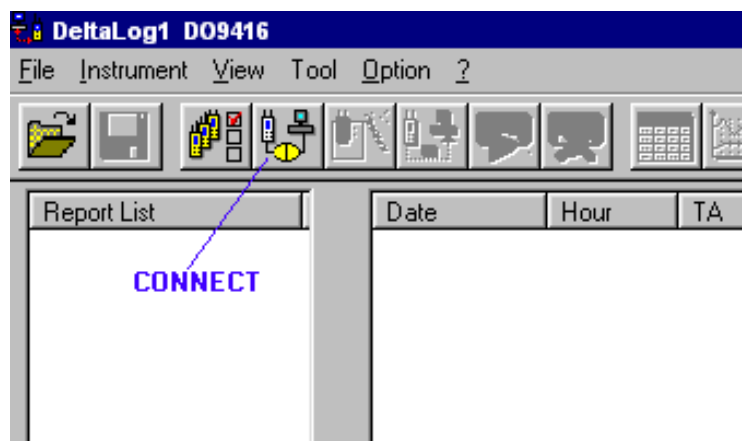 DeltaLog1 DO9416
File Instrument View Tool Option ?
Report List Date Hour TA
CONNECT